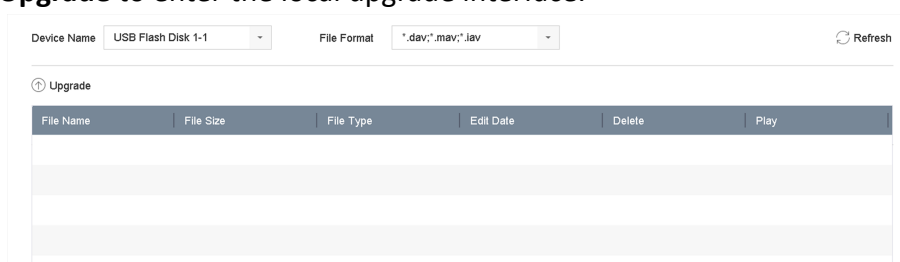 Upgrade to enter the local upgrade interface.
Device Name USB Flash Disk 1-1 File Format *.dav;*.mav;*.iav Refresh
Upgrade
File Name File Size File Type Edit Date Delete Play